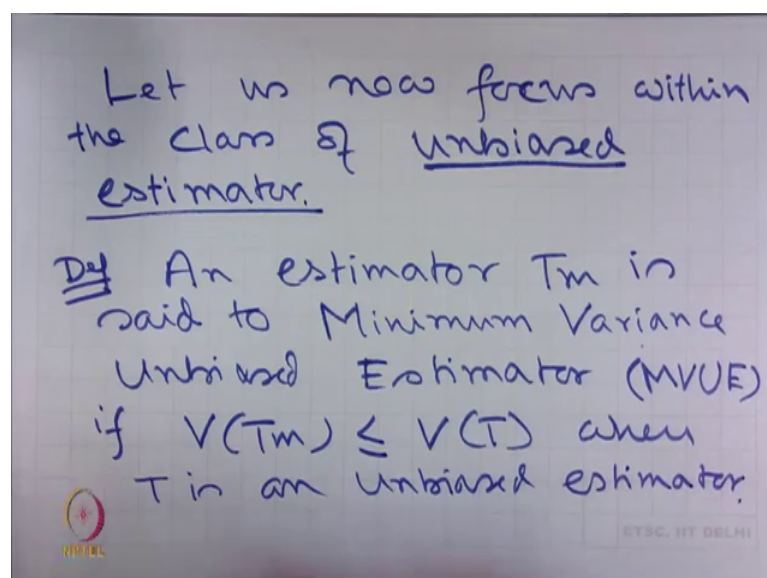 Let us now focus within
the class of unbiased
estimator.
Def An estimator Tm is
said to Minimum Variance
Unbiased Estimator (MVUE)
if V(Tm) ≤ V(T) when
T is an unbiased estimator.
NPTEL
ETSC, IIT DELHI